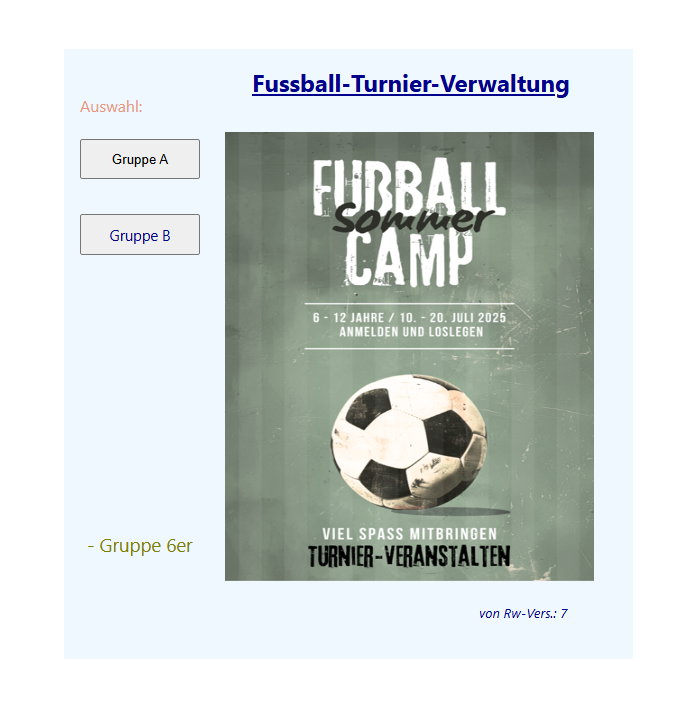 Fussball-Turnier-Verwaltung
Auswahl:
Gruppe A
Gruppe B
FUßBALL
Sommer
CAMP
6 - 12 JAHRE / 10. - 20. JULI 2025
ANMELDEN UND LOSLEGEN
VIEL SPASS MITBRINGEN
TURNIER-VERANSTALTEN
- Gruppe 6er
von Rw-Vers.: 7